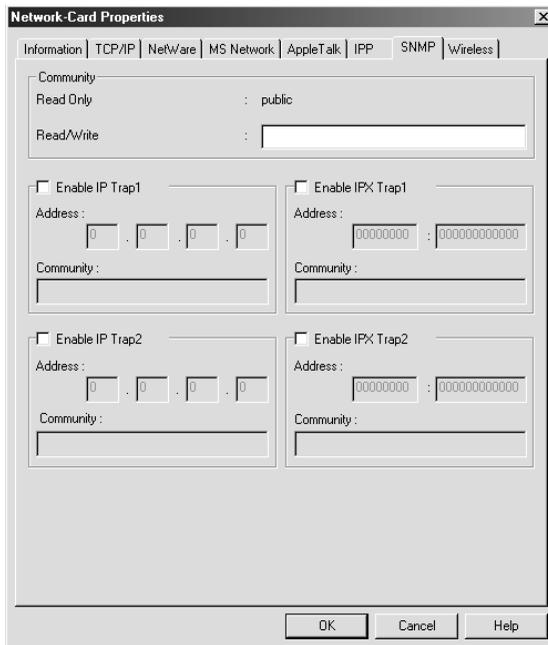 Network-Card Properties
Information TCP/IP NetWare MS Network AppleTalk IPP SNMP Wireless
Community
Read Only : public
Read/Write :
Enable IP Trap1
Address :
0 . 0 . 0 . 0
Community :
Enable IPX Trap1
Address :
00000000 : 000000000000
Community :
Enable IP Trap2
Address :
0 . 0 . 0 . 0
Community :
Enable IPX Trap2
Address :
00000000 : 000000000000
Community :
OK Cancel Help